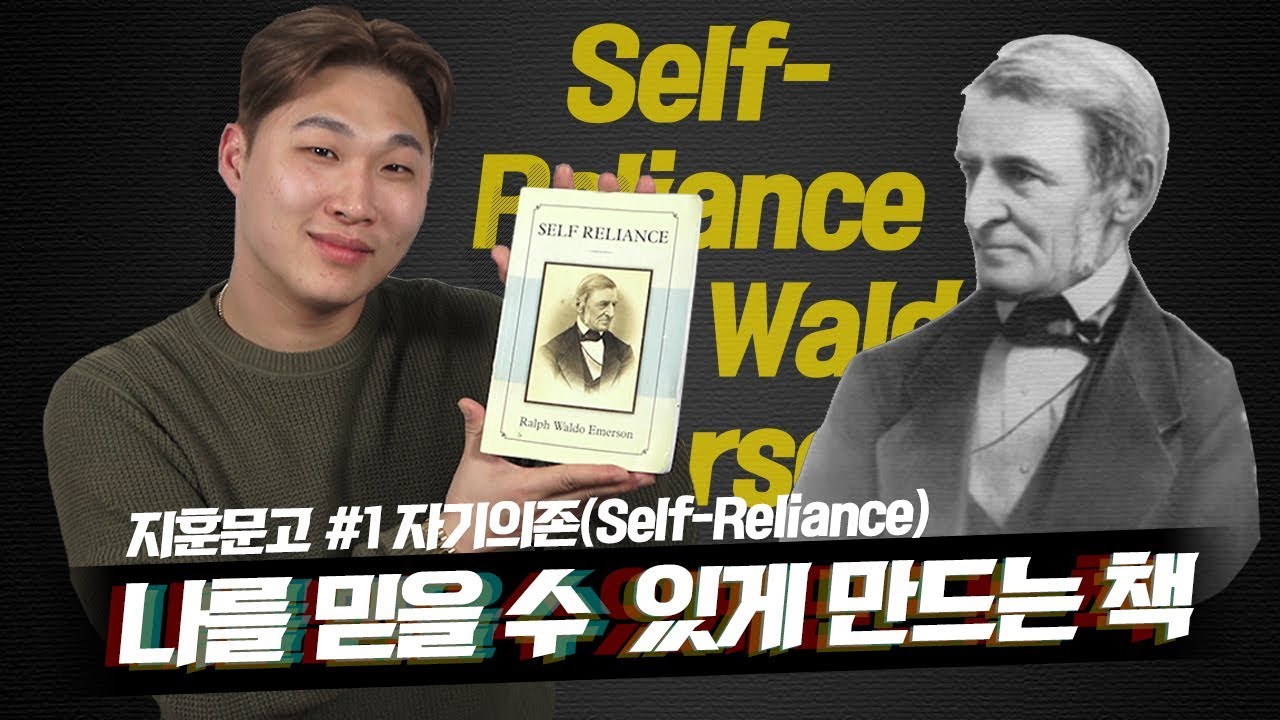 Self-
Reliance
Wald
rs
SELF RELIANCE
Ralph Waldo Emerson
지훈문고 #1 자기의존(Self-Reliance)
나를 믿을 수 있게 만드는 책